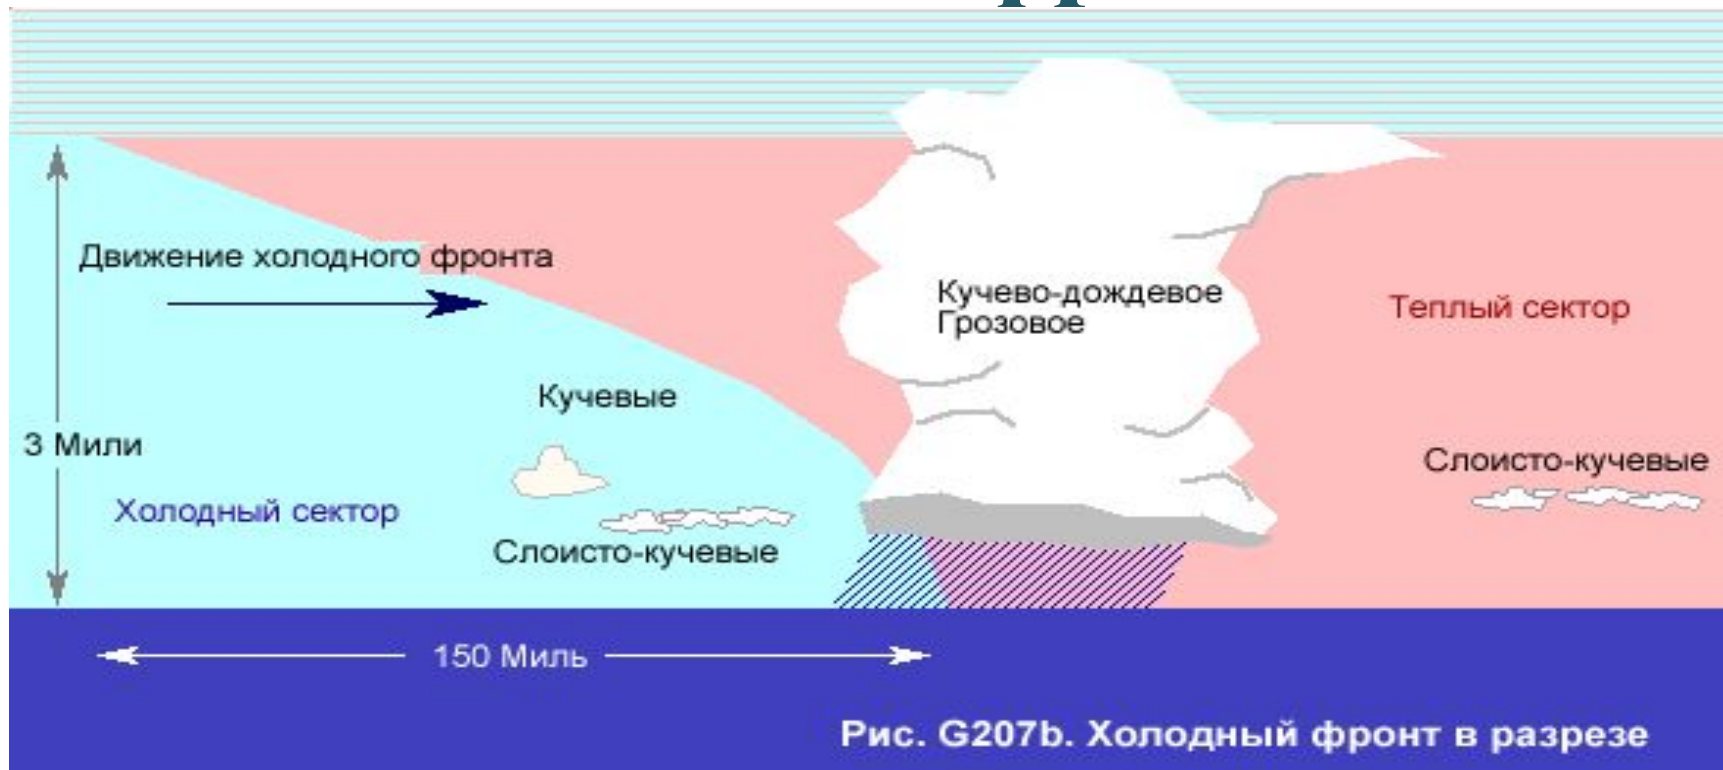 Движение холодного фронта
Кучево-дождевое
Грозовое
Теплый сектор
Кучевые
3 Мили
Слоисто-кучевые
Холодный сектор
Слоисто-кучевые
150 Миль
Рис. G207b. Холодный фронт в разрезе